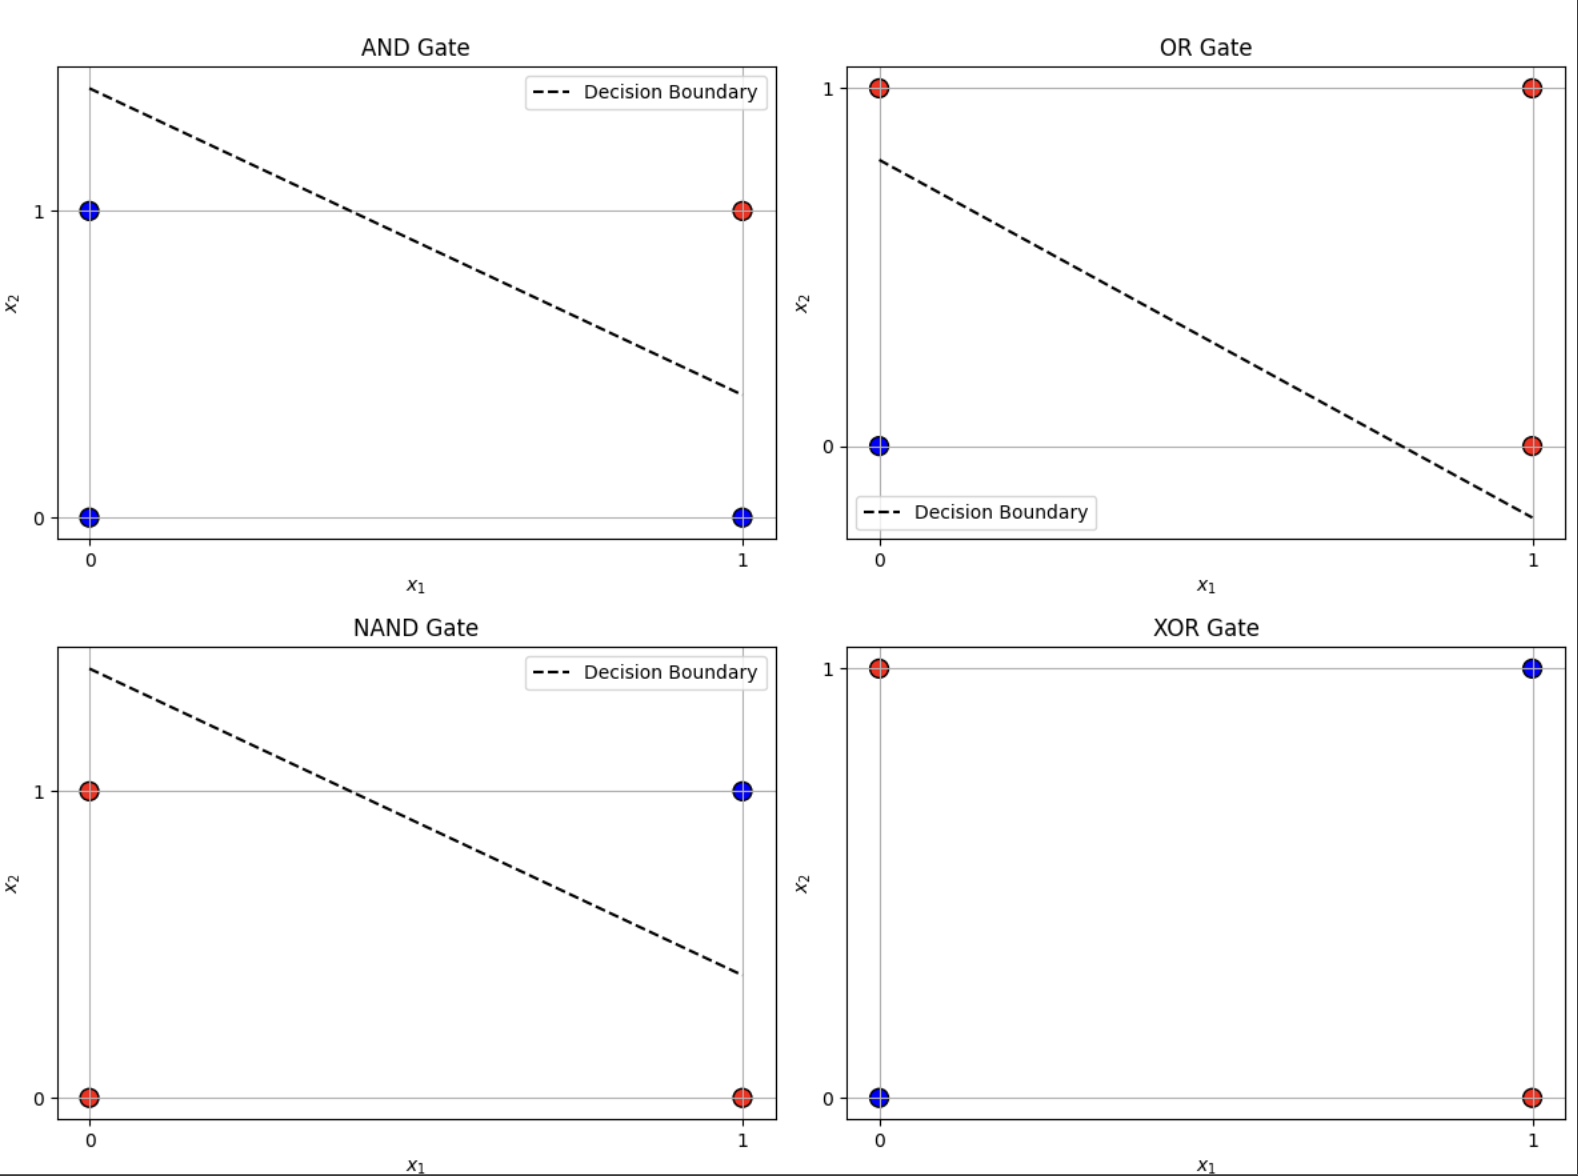 AND Gate
Decision Boundary
1
x₂
0
0 1
x₁
OR Gate
1
x₂
0
Decision Boundary
0 1
x₁
NAND Gate
Decision Boundary
1
x₂
0
0 1
x₁
XOR Gate
1
x₂
0
0 1
x₁